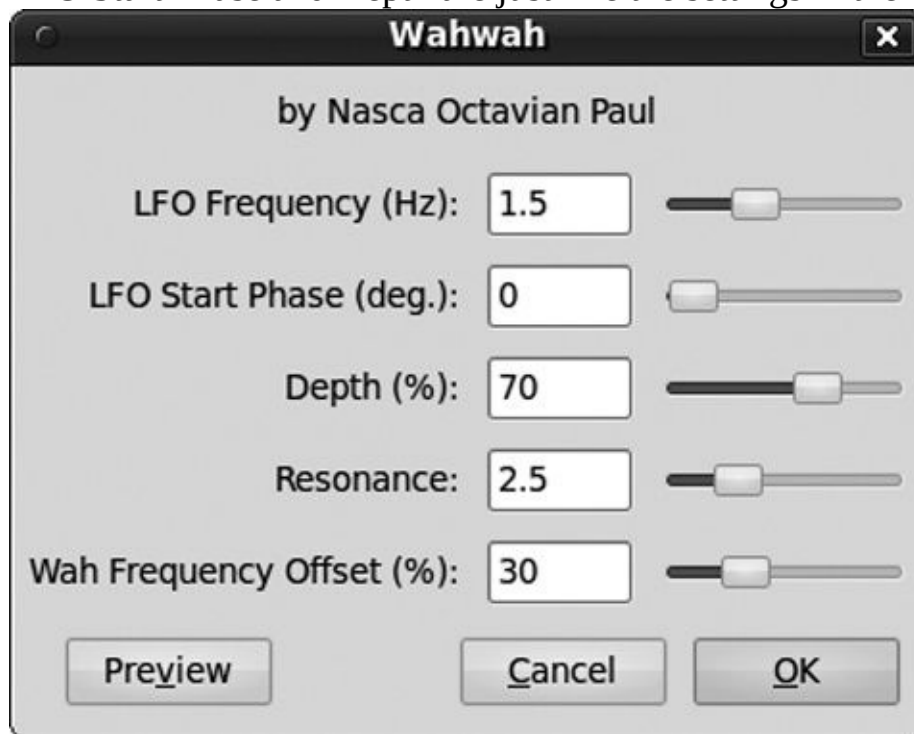 Wahwah
by Nasca Octavian Paul
LFO Frequency (Hz): 1.5
LFO Start Phase (deg.): 0
Depth (%): 70
Resonance: 2.5
Wah Frequency Offset (%): 30
Preview Cancel OK